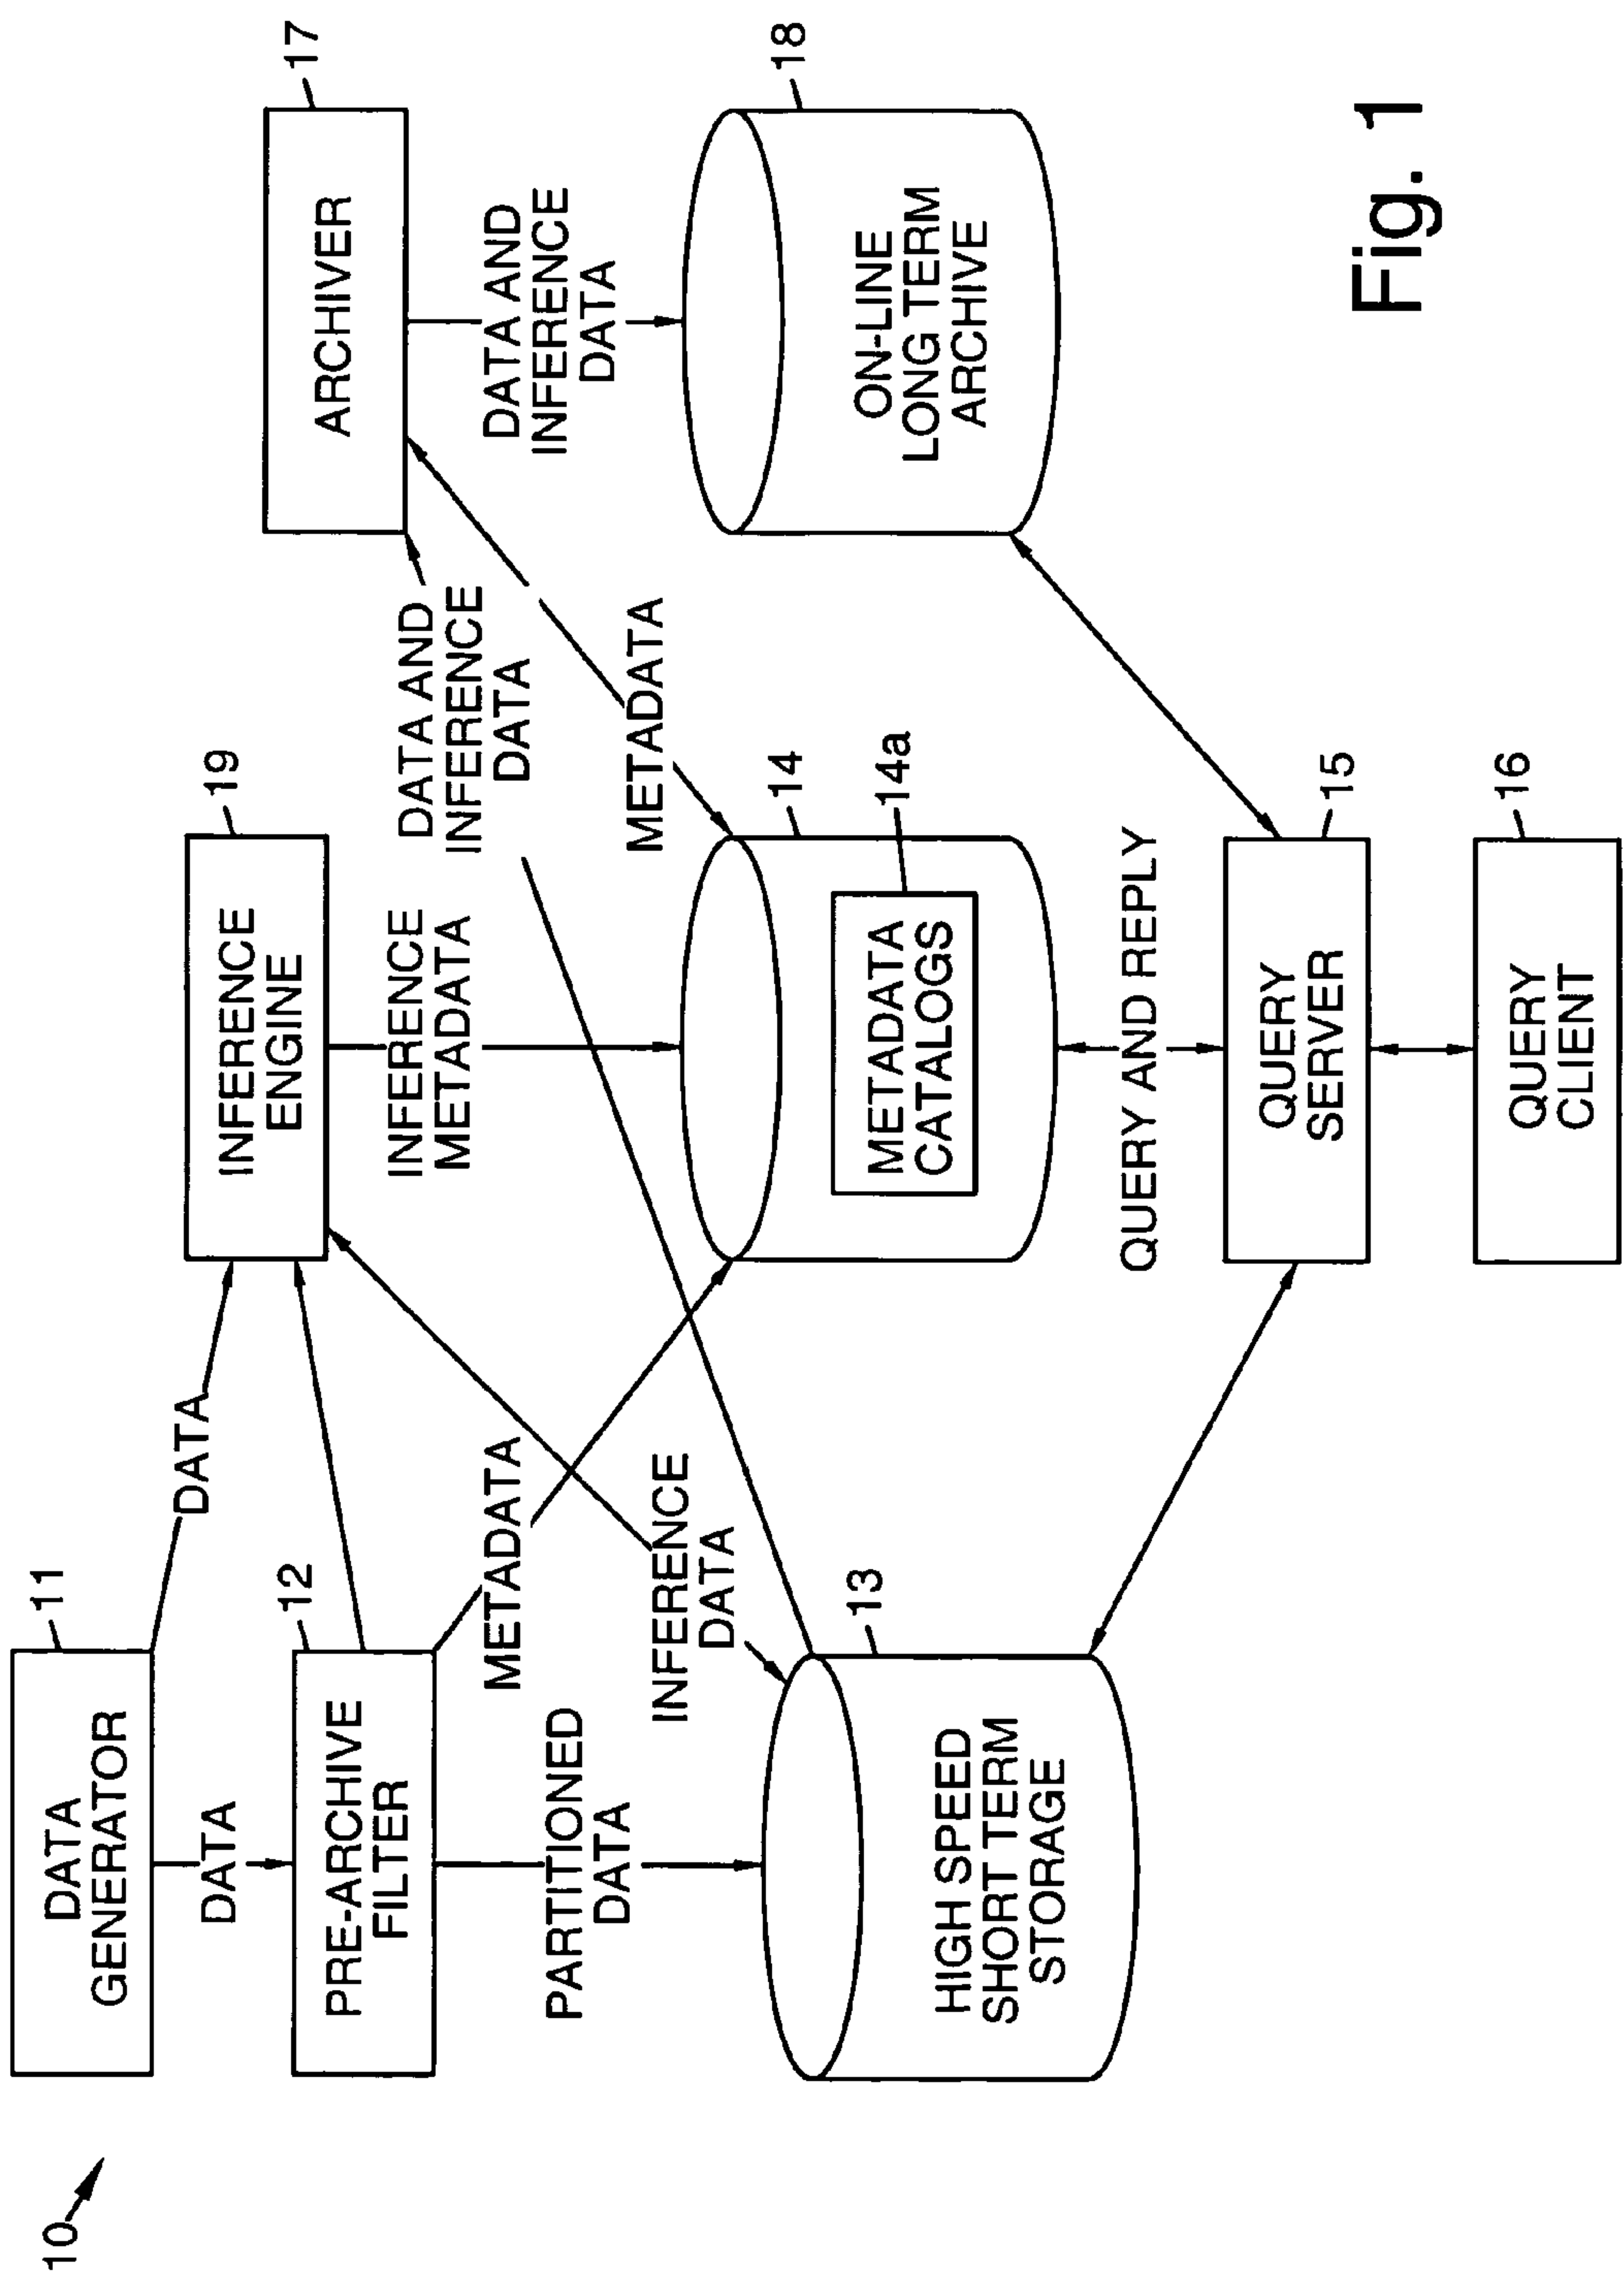 10
11
DATA
GENERATOR
DATA
DATA
12
PRE-ARCHIVE
FILTER
PARTITIONED
DATA
METADATA
INFERENCE
DATA
13
HIGH SPEED
SHORT TERM
STORAGE
19
INFERENCE
ENGINE
INFERENCE
METADATA
DATA AND
INFERENCE
DATA
METADATA
14
14a
METADATA
CATALOGS
QUERY AND REPLY
15
QUERY
SERVER
16
QUERY
CLIENT
17
ARCHIVER
DATA AND
INFERENCE
DATA
18
ON-LINE
LONG TERM
ARCHIVE
Fig. 1